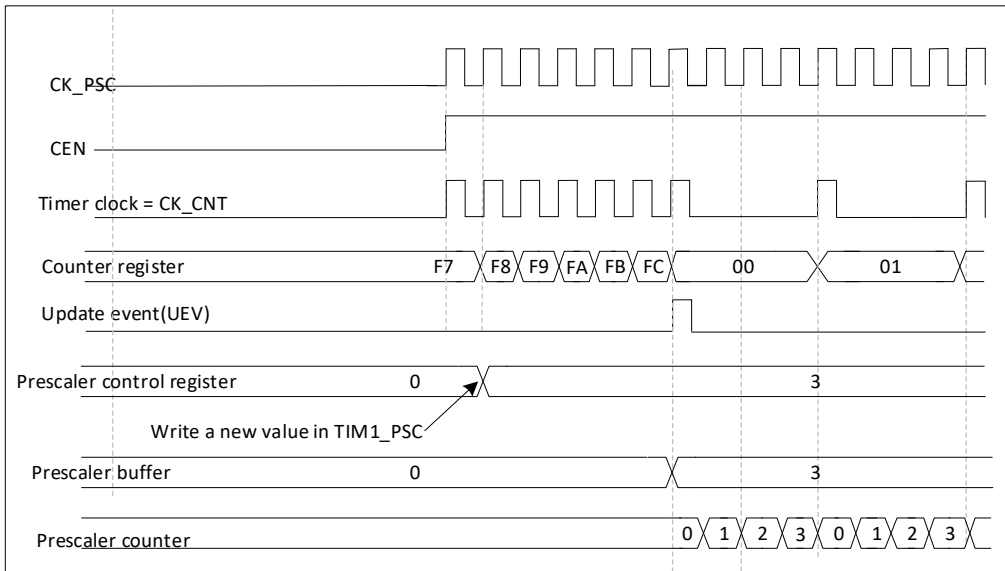 CK_PSC
CEN
Timer clock = CK_CNT
Counter register F7 F8 F9 FA FB FC 00 01
Update event(UEV)
Prescaler control register 0 3
Write a new value in TIM1_PSC
Prescaler buffer 0 3
Prescaler counter 0 1 2 3 0 1 2 3